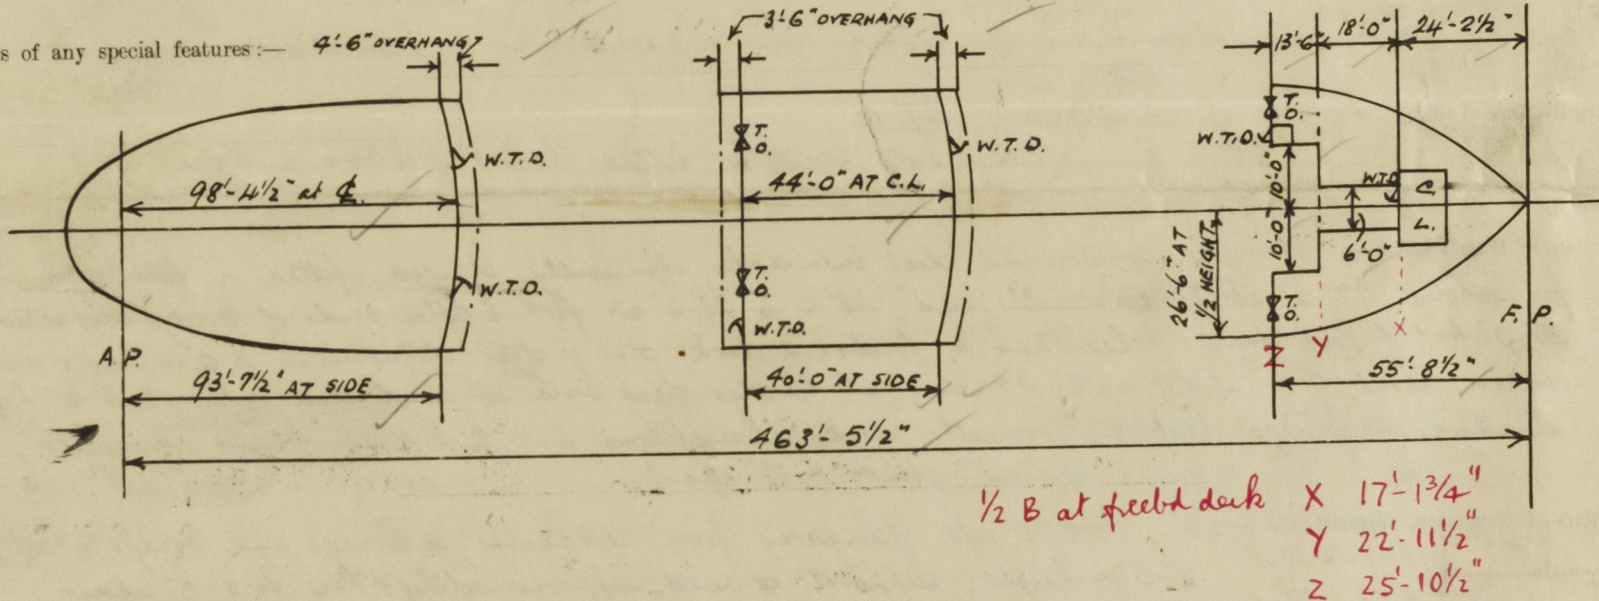 s of any special features:—
4'-6" OVERHANG
3'-6" OVERHANG
13'-6"
18'-0"
24'-2½"
W.T.D.
98'-4½" at ℄.
W.T.D.
A.P.
93'-7½" AT SIDE
T.
O.
W.T.D.
44'-0" AT C.L.
T.
O.
W.T.D.
40'-0" AT SIDE
T.
O.
W.T.D.
10'-0"
10'-0"
W.T.D
C.
L.
6'-0"
26'-6" AT
½ HEIGHT
T.
O.
F.P.
Z
Y
X
55'-8½"
463'-5½"
½ B at freebd deck X 17'-1¾"
Y 22'-11½"
Z 25'-10½"